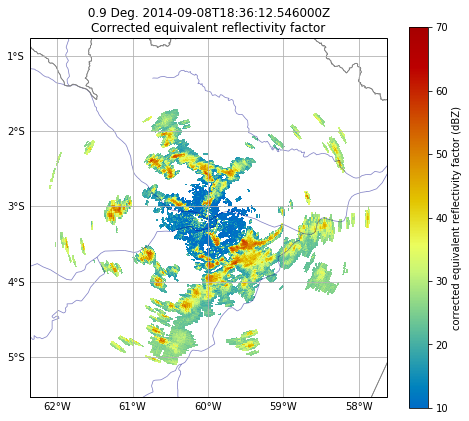 0.9 Deg. 2014-09-08T18:36:12.546000Z
Corrected equivalent reflectivity factor
1°S
2°S
3°S
4°S
5°S
62°W
61°W
60°W
59°W
58°W
70
60
50
40
30
20
10
corrected equivalent reflectivity factor (dBZ)